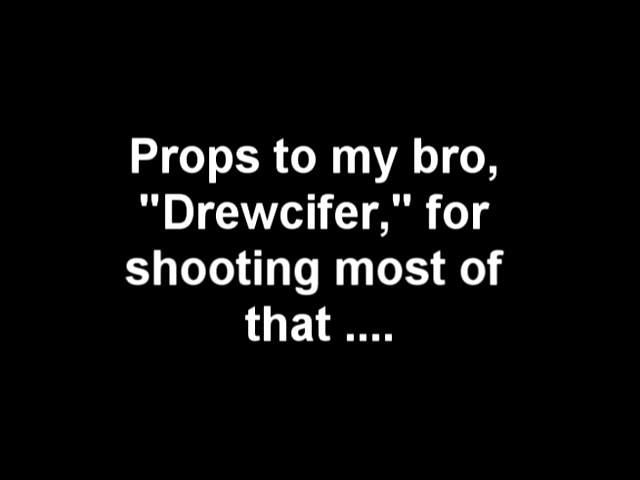 Props to my bro,
"Drewcifer," for
shooting most of
that ....